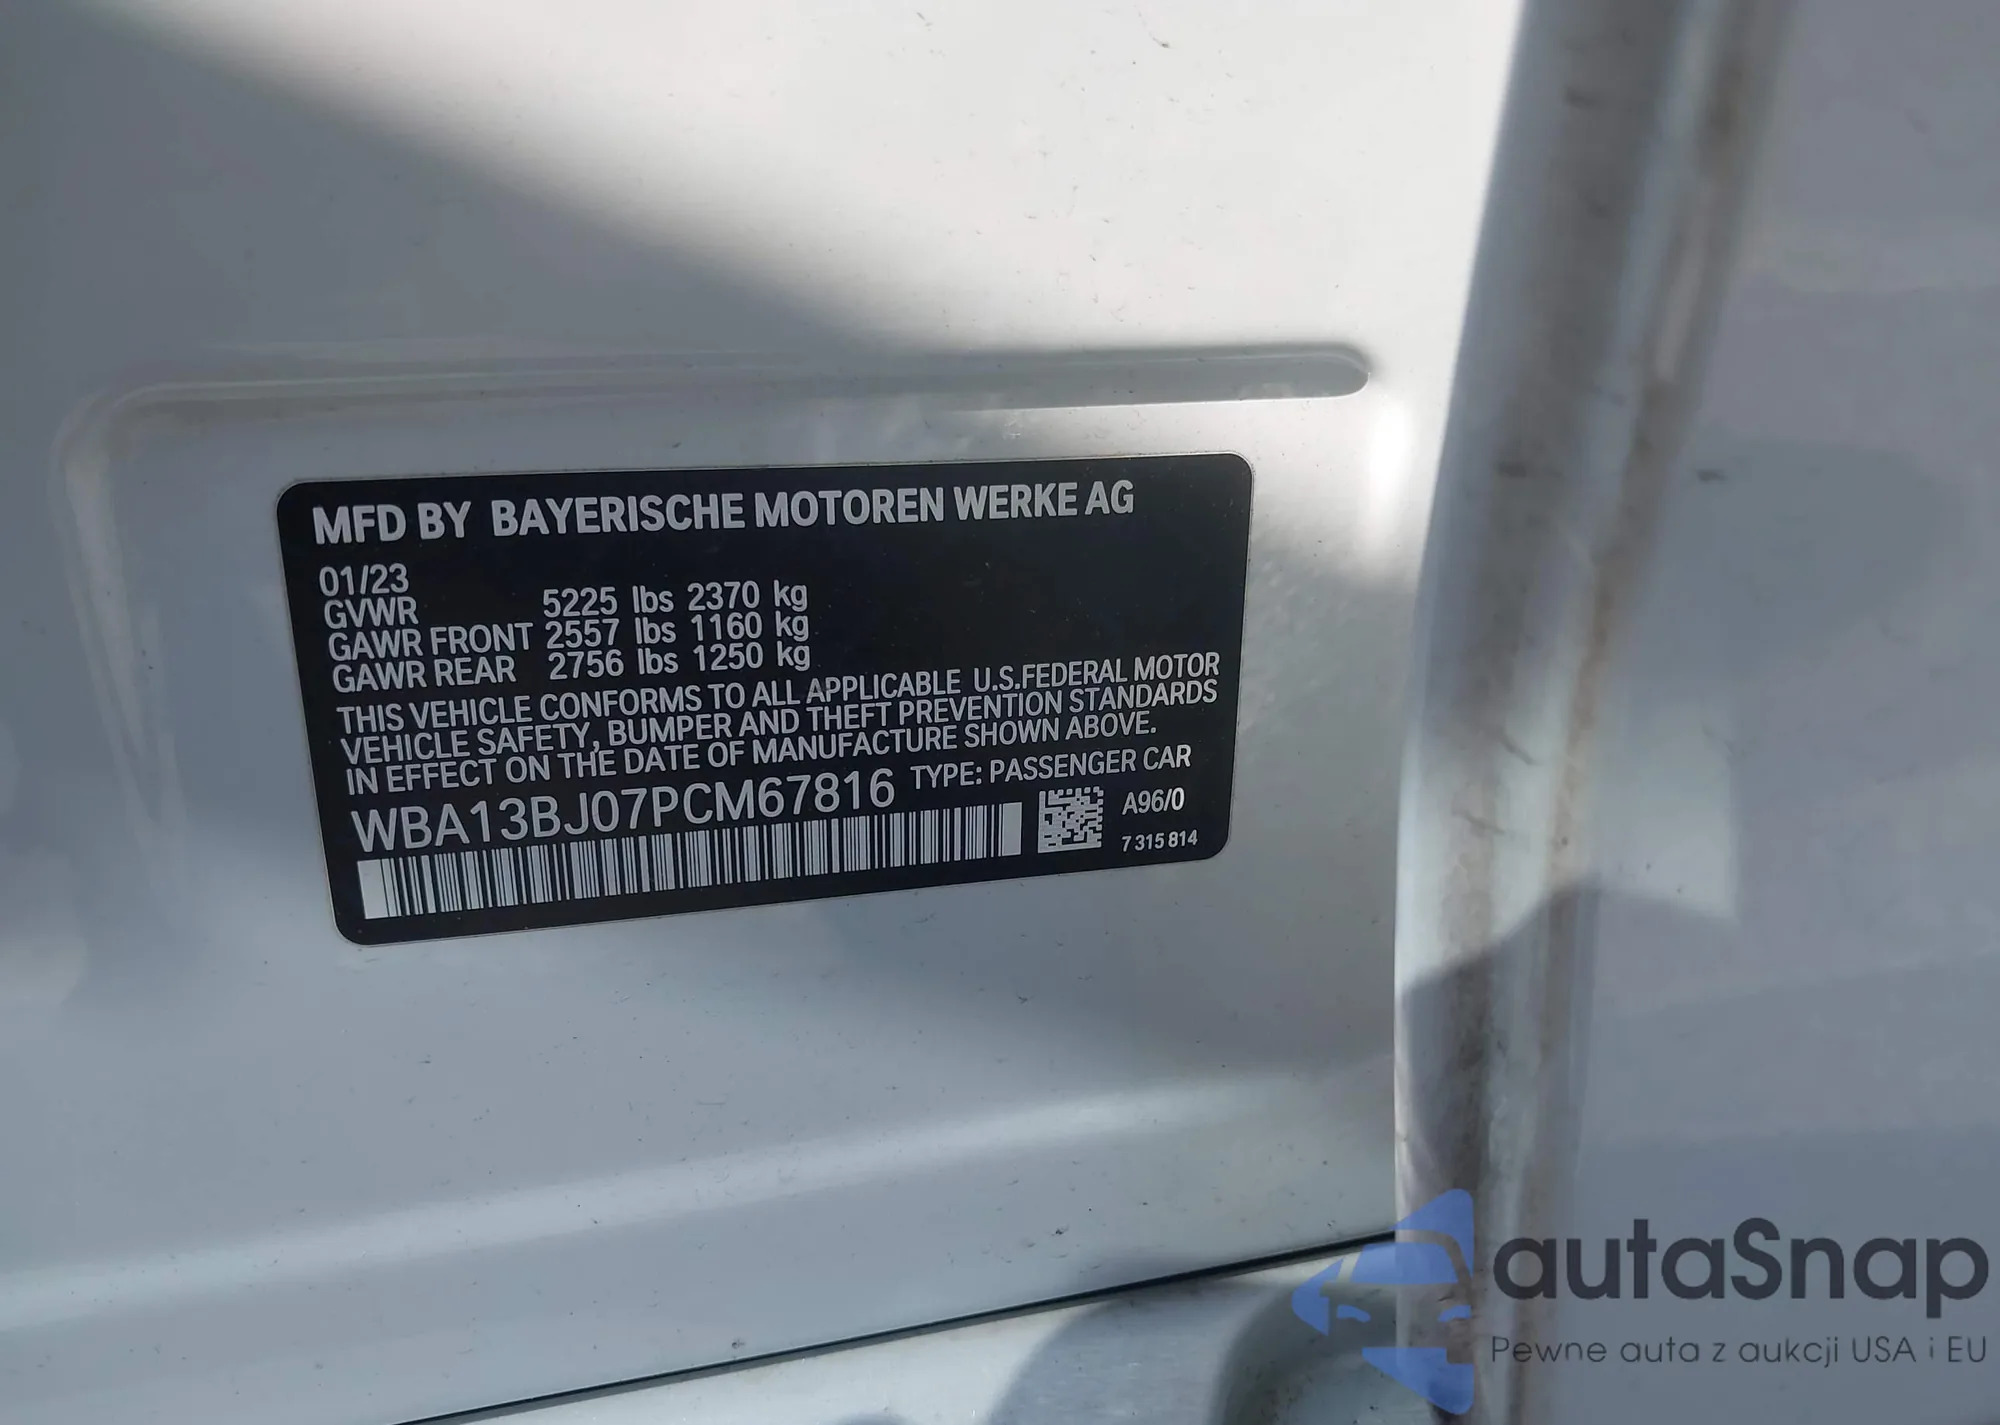 MFD BY BAYERISCHE MOTOREN WERKE AG
01/23
GVWR 5225 lbs 2370 kg
GAWR FRONT 2557 lbs 1160 kg
GAWR REAR 2756 lbs 1250 kg
THIS VEHICLE CONFORMS TO ALL APPLICABLE U.S.FEDERAL MOTOR
VEHICLE SAFETY, BUMPER AND THEFT PREVENTION STANDARDS
IN EFFECT ON THE DATE OF MANUFACTURE SHOWN ABOVE.
WBA13BJ07PCM67816 TYPE: PASSENGER CAR
A96/0
7 315 814
autaSnap
Pewne auta z aukcji USA i EU